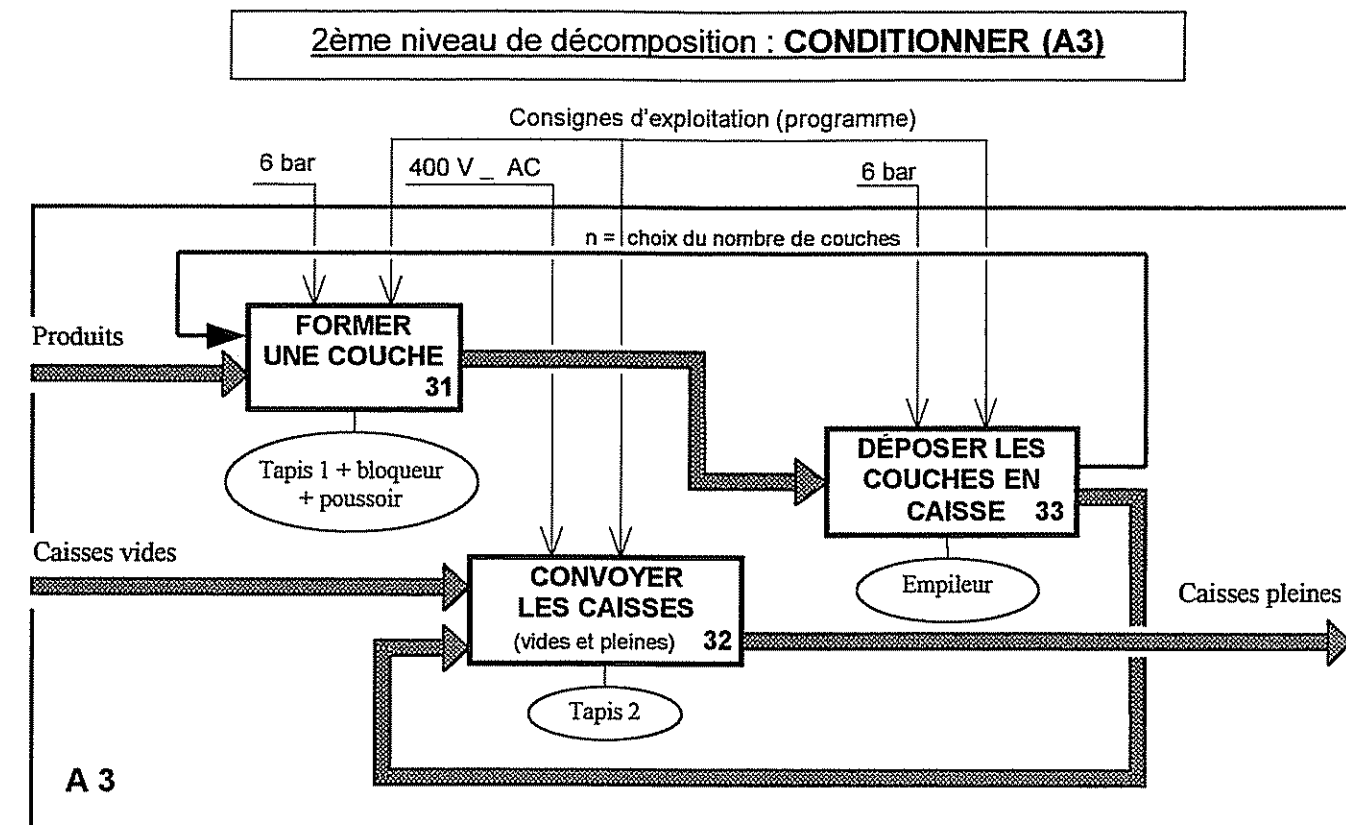 2ème niveau de décomposition : CONDITIONNER (A3)
Consignes d'exploitation (programme)
6 bar
400 V _ AC
6 bar
n = choix du nombre de couches
Produits
FORMER
UNE COUCHE
31
Tapis 1 + bloqueur
+ poussoir
DÉPOSER LES
COUCHES EN
CAISSE 33
Empileur
Caisses vides
CONVOYER
LES CAISSES
(vides et pleines) 32
Tapis 2
Caisses pleines
A 3